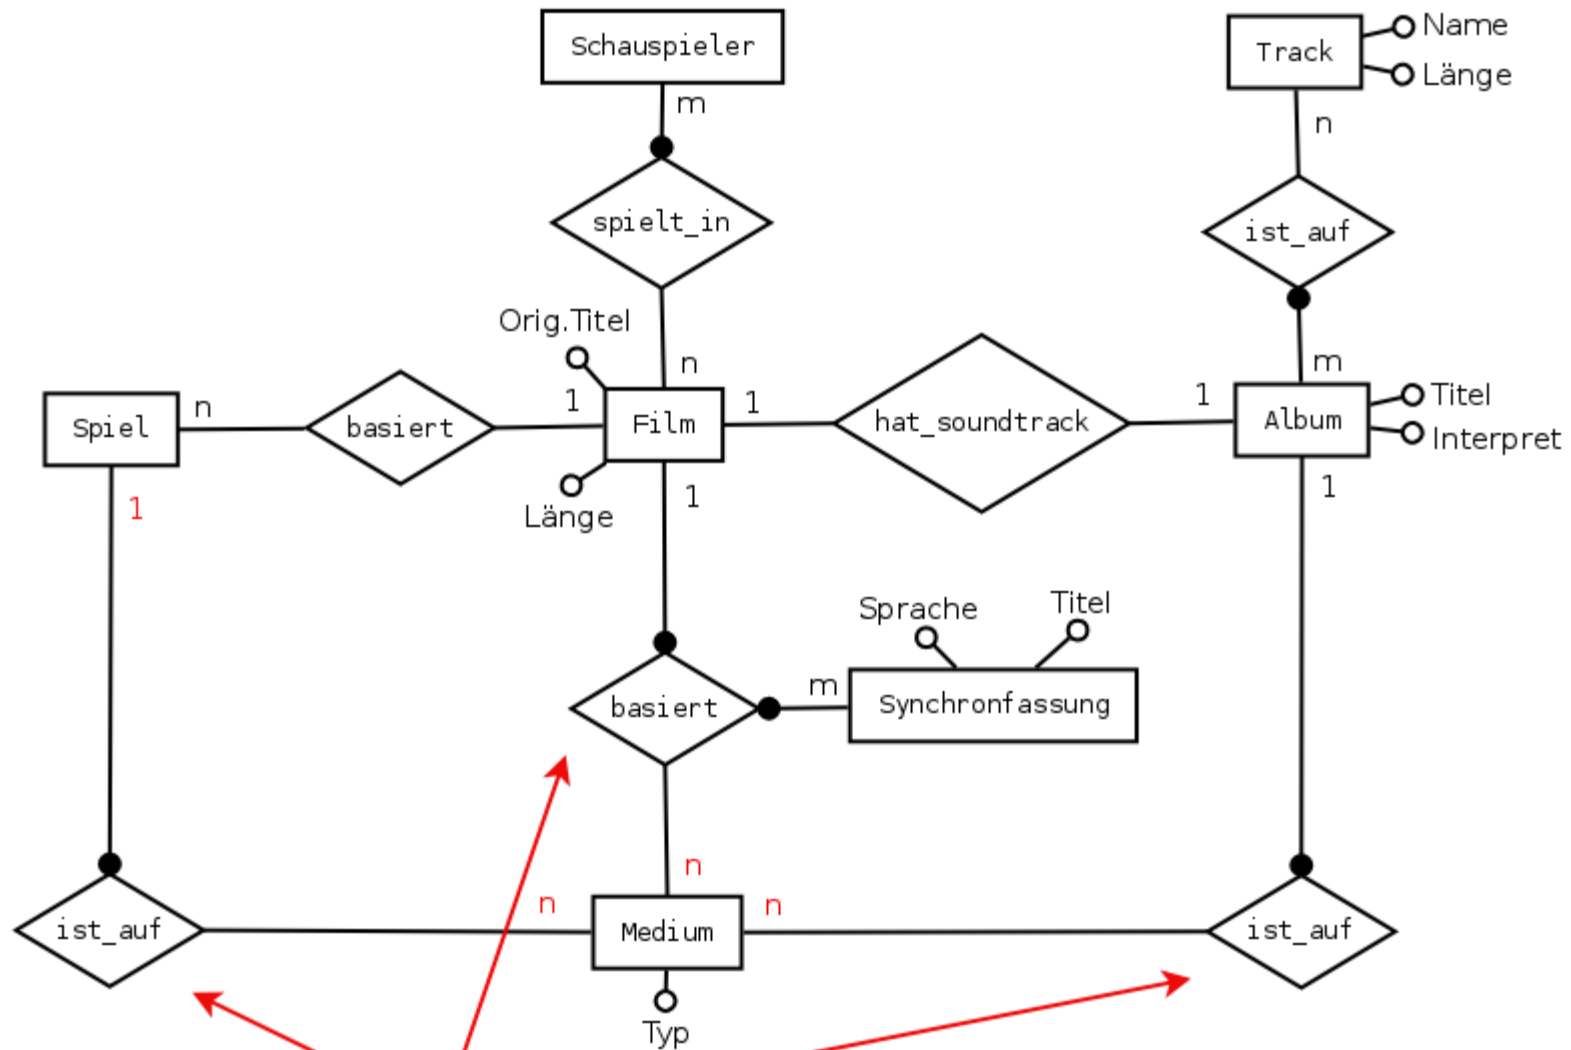 Schauspieler
Track
Name
Länge
m
n
spielt_in
ist_auf
Orig.Titel
n
m
Spiel
n
basiert
1
Film
1
hat_soundtrack
1
Album
Titel
Interpret
1
Länge
1
1
Sprache
Titel
basiert
m
Synchronfassung
n
n
n
ist_auf
Medium
ist_auf
Typ